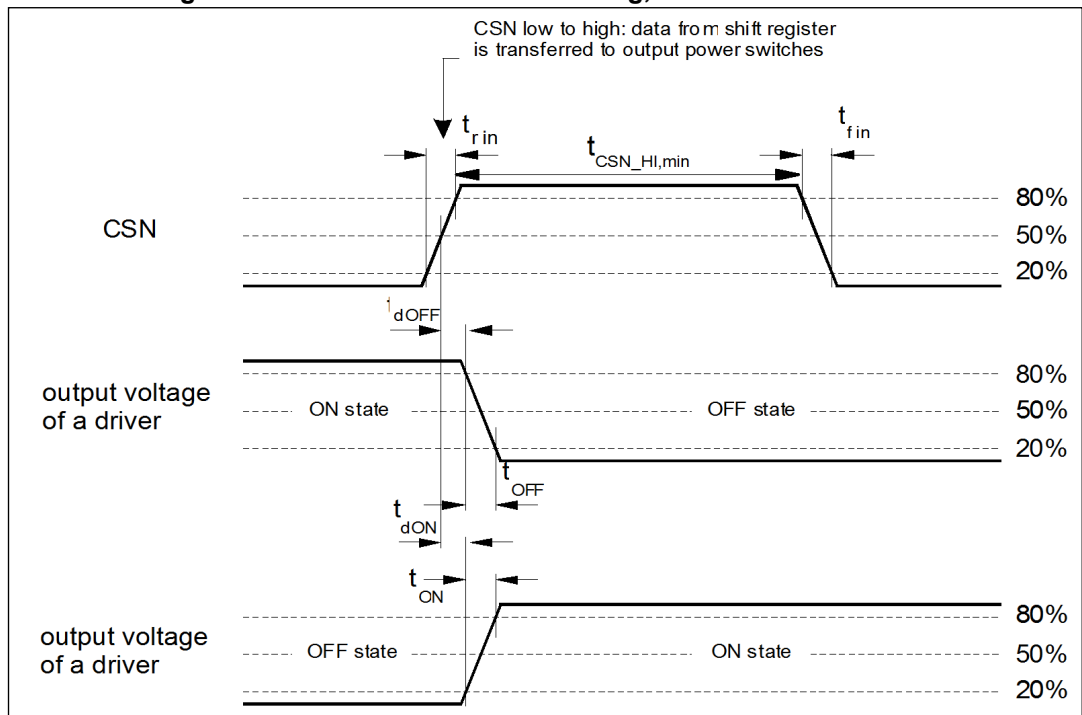 CSN low to high: data from shift register
is transferred to output power switches
t r in
t CSN_HI,min
t f in
CSN
80%
50%
20%
t dOFF
output voltage
of a driver
ON state
OFF state
80%
50%
20%
t OFF
t dON
t ON
output voltage
of a driver
OFF state
ON state
80%
50%
20%